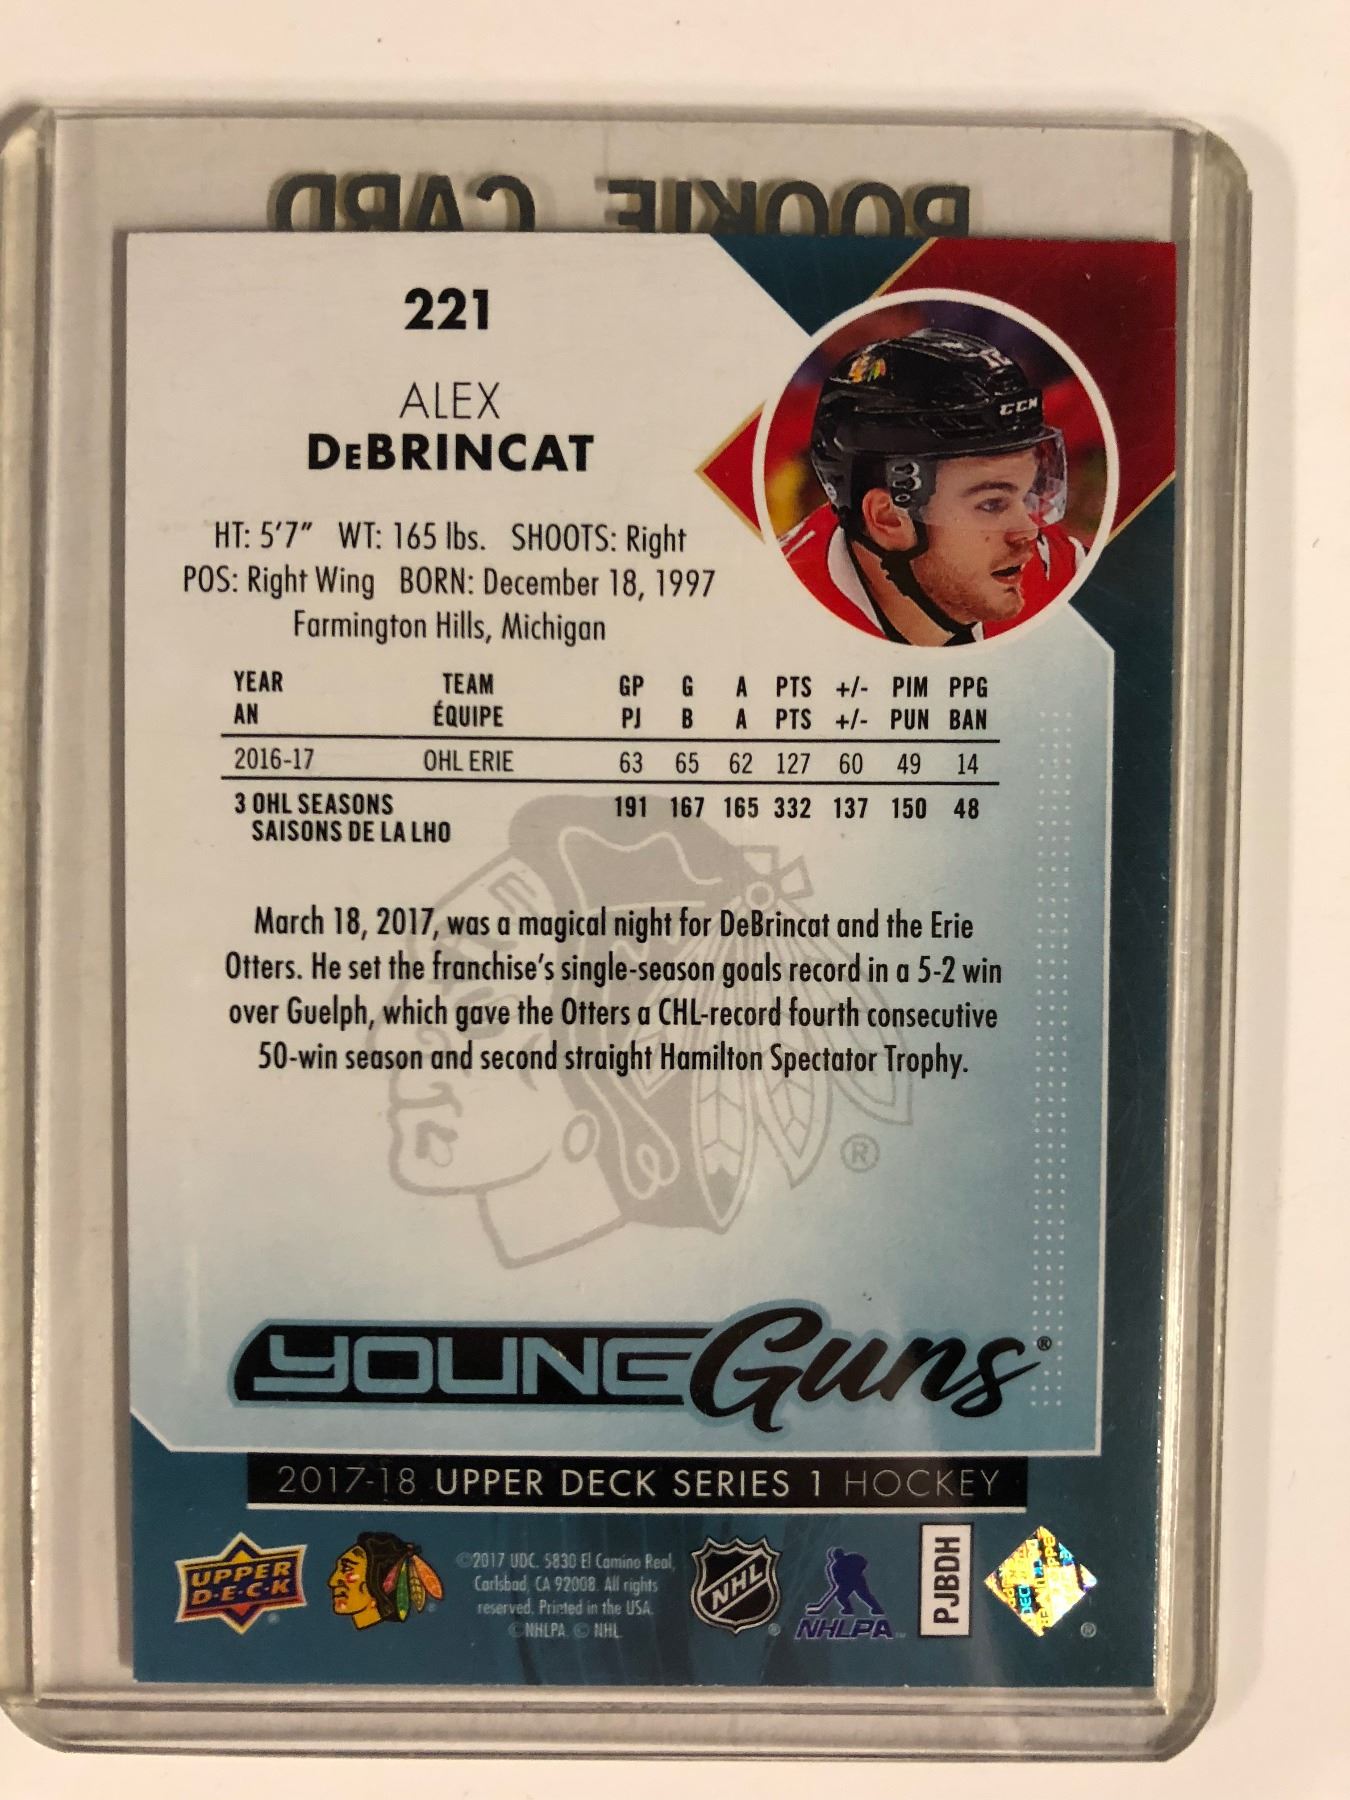 ROOKIE CARD
221
ALEX
DeBRINCAT
12
CCM
HT: 5'7" WT: 165 lbs. SHOOTS: Right
POS: Right Wing BORN: December 18, 1997
Farmington Hills, Michigan
YEAR TEAM GP G A PTS +/- PIM PPG
AN ÉQUIPE PJ B A PTS +/- PUN BAN
2016-17 OHL ERIE 63 65 62 127 60 49 14
3 OHL SEASONS 191 167 165 332 137 150 48
SAISONS DE LA LHO
March 18, 2017, was a magical night for DeBrincat and the Erie
Otters. He set the franchise's single-season goals record in a 5-2 win
over Guelph, which gave the Otters a CHL-record fourth consecutive
50-win season and second straight Hamilton Spectator Trophy.
®
YOUNG Guns®
2017-18 UPPER DECK SERIES 1 HOCKEY
UPPER
D·E·C·K
®
©2017 UDC. 5830 El Camino Real,
Carlsbad, CA 92008. All rights
reserved. Printed in the USA.
©NHLPA. © NHL.
NHL
®
NHLPA™
PJBDH
®